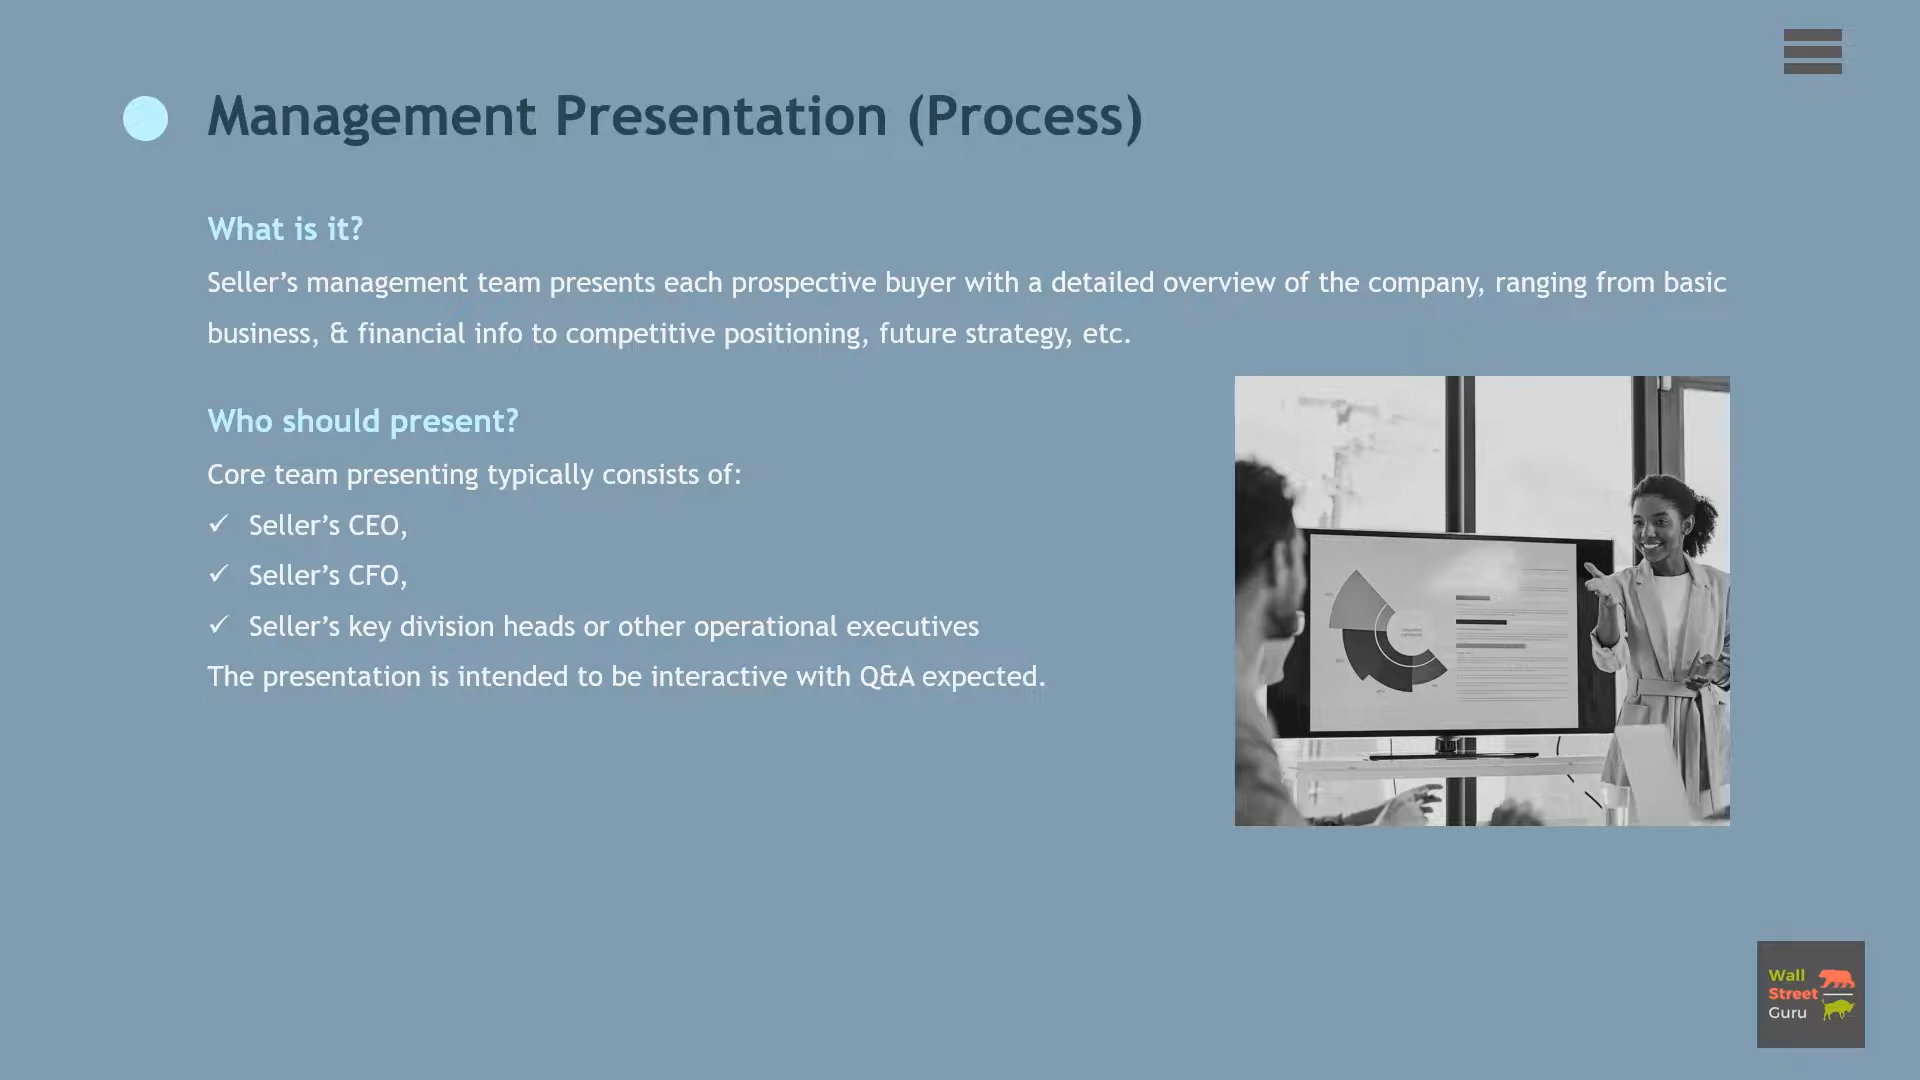 Management Presentation (Process)
What is it?
Seller’s management team presents each prospective buyer with a detailed overview of the company, ranging from basic
business, & financial info to competitive positioning, future strategy, etc.
Who should present?
Core team presenting typically consists of:
✓ Seller’s CEO,
✓ Seller’s CFO,
✓ Seller’s key division heads or other operational executives
The presentation is intended to be interactive with Q&A expected.
Wall
Street
Guru